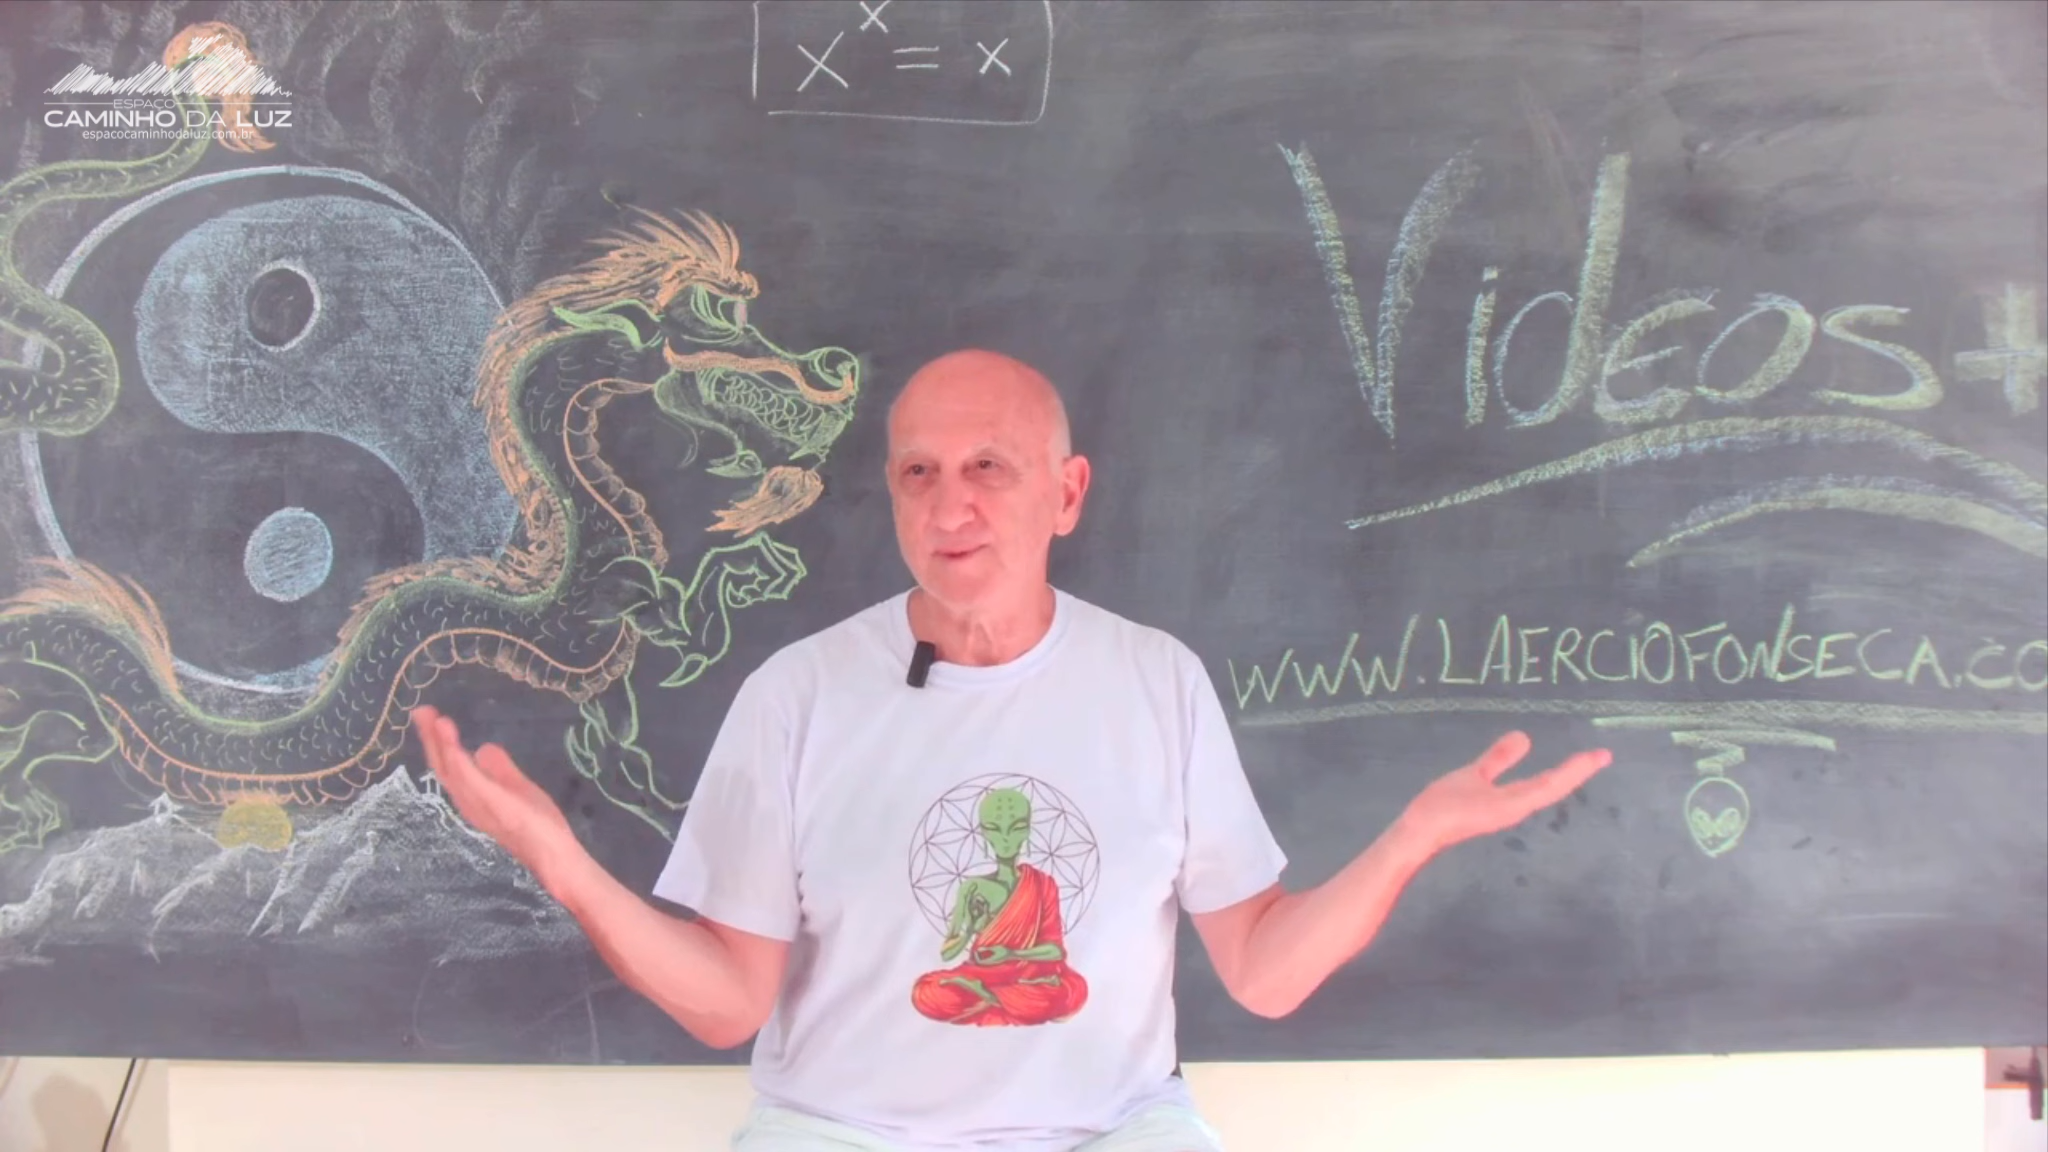 ESPAÇO
CAMINHO DA LUZ
espacocaminhodaluz.com.br
x^x = x
Videos +
WWW.LAERCIOFONSECA.CO